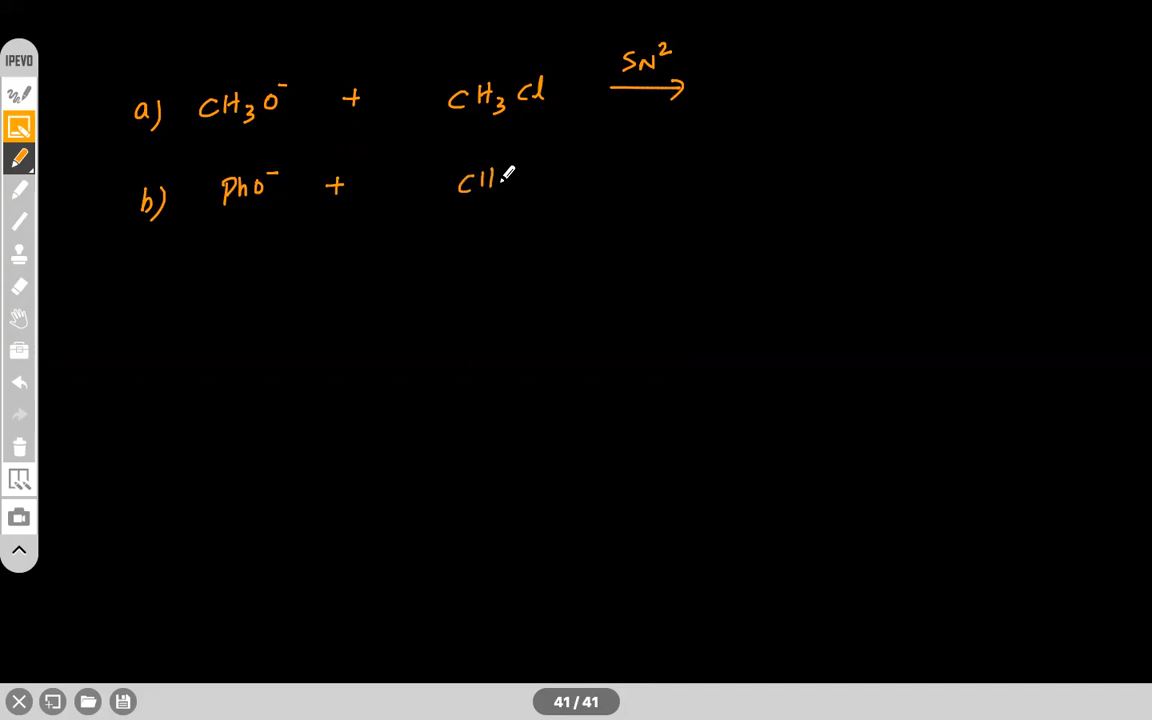 IPEVO
a) CH₃O⁻ + CH₃Cl SN² →
b) PhO⁻ + CH
41 / 41